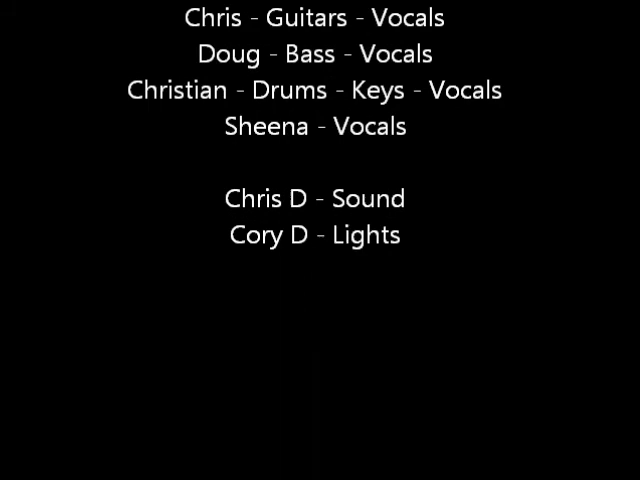 Chris - Guitars - Vocals
Doug - Bass - Vocals
Christian - Drums - Keys - Vocals
Sheena - Vocals
Chris D - Sound
Cory D - Lights